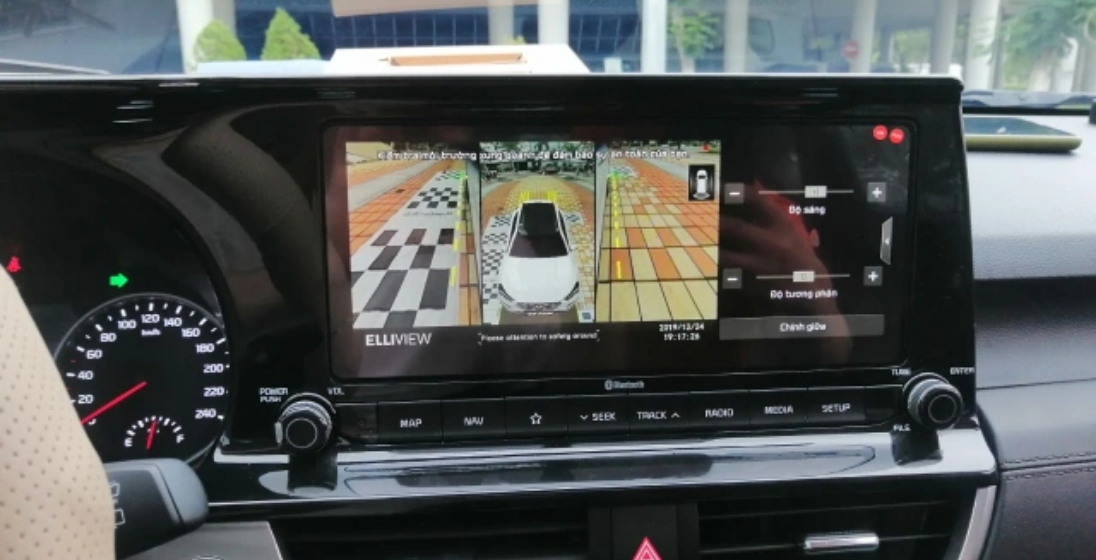 Kiểm tra môi trường xung quanh để đảm bảo sự an toàn của bạn
Độ sáng
Độ tương phản
Chính giữa
ELLIVIEW
Please attention to safety around
2019/12/24
19:17:26
Bluetooth
POWER
PUSH
VOL
MAP
NAV
SEEK
TRACK
RADIO
MEDIA
SETUP
TUNE
ENTER
FILE
20
40
60
80
100
120
140
160
180
200
220
240
km/h